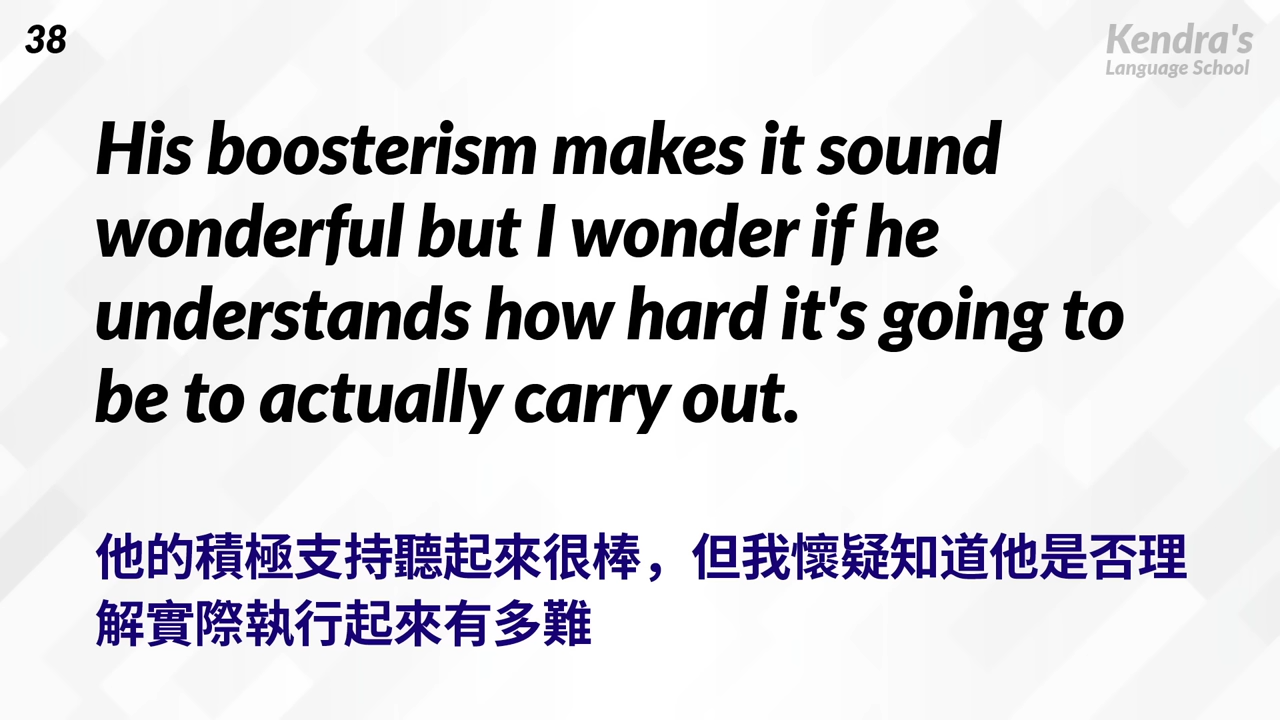 38
Kendra's
Language School
His boosterism makes it sound
wonderful but I wonder if he
understands how hard it's going to
be to actually carry out.
他的積極支持聽起來很棒，但我懷疑知道他是否理
解實際執行起來有多難